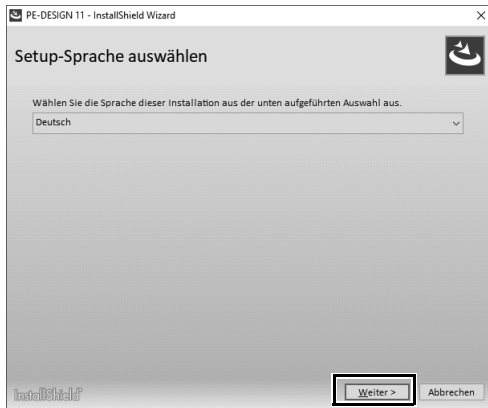 PE-DESIGN 11 - InstallShield Wizard
Setup-Sprache auswählen
Wählen Sie die Sprache dieser Installation aus der unten aufgeführten Auswahl aus.
Deutsch
InstallShield
Weiter >
Abbrechen